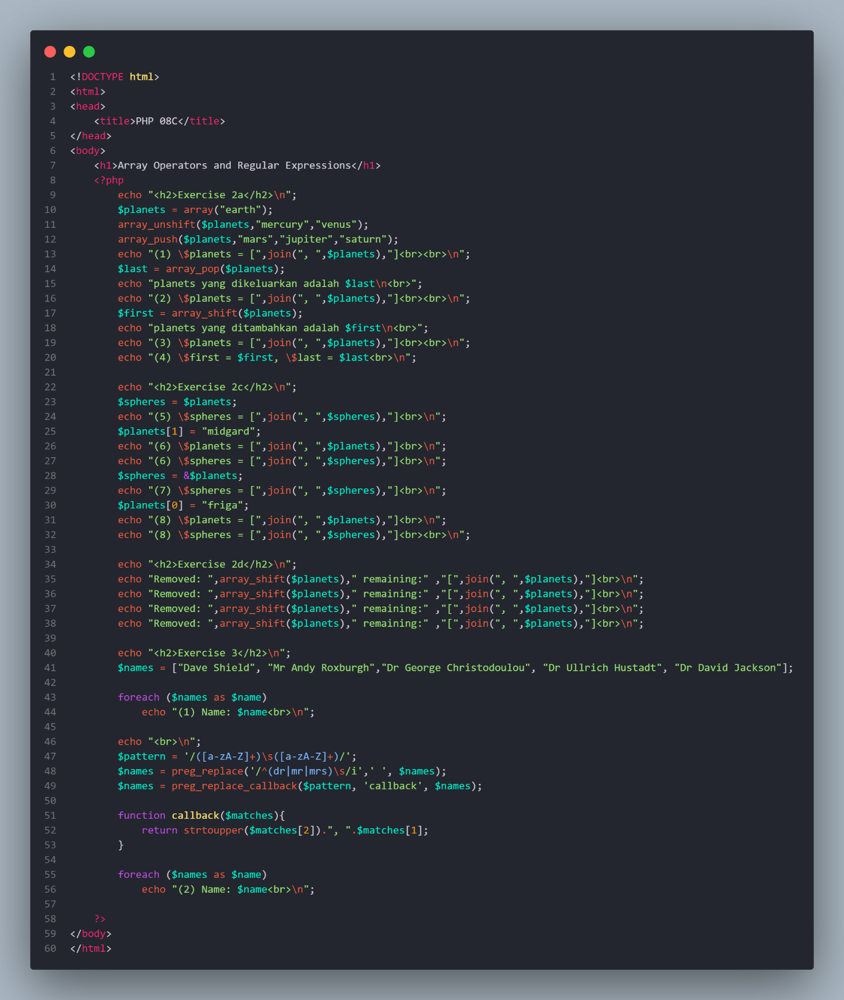 1 <!DOCTYPE html>
2 <html>
3 <head>
4     <title>PHP 08C</title>
5 </head>
6 <body>
7     <h1>Array Operators and Regular Expressions</h1>
8     <?php
9         echo "<h2>Exercise 2a</h2>\n";
10         $planets = array("earth");
11         array_unshift($planets,"mercury","venus");
12         array_push($planets,"mars","jupiter","saturn");
13         echo "(1) \$planets = [",join(", ",$planets),"]<br><br>\n";
14         $last = array_pop($planets);
15         echo "planets yang dikeluarkan adalah $last\n<br>";
16         echo "(2) \$planets = [",join(", ",$planets),"]<br><br>\n";
17         $first = array_shift($planets);
18         echo "planets yang ditambahkan adalah $first\n<br>";
19         echo "(3) \$planets = [",join(", ",$planets),"]<br><br>\n";
20         echo "(4) \$first = $first, \$last = $last<br>\n";
21
22         echo "<h2>Exercise 2c</h2>\n";
23         $spheres = $planets;
24         echo "(5) \$spheres = [",join(", ",$spheres),"]<br>\n";
25         $planets[1] = "midgard";
26         echo "(6) \$planets = [",join(", ",$planets),"]<br>\n";
27         echo "(6) \$spheres = [",join(", ",$spheres),"]<br>\n";
28         $spheres = &$planets;
29         echo "(7) \$spheres = [",join(", ",$spheres),"]<br>\n";
30         $planets[0] = "friga";
31         echo "(8) \$planets = [",join(", ",$planets),"]<br>\n";
32         echo "(8) \$spheres = [",join(", ",$spheres),"]<br><br>\n";
33
34         echo "<h2>Exercise 2d</h2>\n";
35         echo "Removed: ",array_shift($planets)," remaining:" ,"[",join(", ",$planets),"]<br>\n";
36         echo "Removed: ",array_shift($planets)," remaining:" ,"[",join(", ",$planets),"]<br>\n";
37         echo "Removed: ",array_shift($planets)," remaining:" ,"[",join(", ",$planets),"]<br>\n";
38         echo "Removed: ",array_shift($planets)," remaining:" ,"[",join(", ",$planets),"]<br>\n";
39
40         echo "<h2>Exercise 3</h2>\n";
41         $names = ["Dave Shield", "Mr Andy Roxburgh","Dr George Christodoulou", "Dr Ullrich Hustadt", "Dr David Jackson"];
42
43         foreach ($names as $name)
44             echo "(1) Name: $name<br>\n";
45
46         echo "<br>\n";
47         $pattern = '/([a-zA-Z]+)\s([a-zA-Z]+)/';
48         $names = preg_replace('/^(dr|mr|mrs)\s/i',' ', $names);
49         $names = preg_replace_callback($pattern, 'callback', $names);
50
51         function callback($matches){
52             return strtoupper($matches[2]).", ".$matches[1];
53         }
54
55         foreach ($names as $name)
56             echo "(2) Name: $name<br>\n";
57
58     ?>
59 </body>
60 </html>